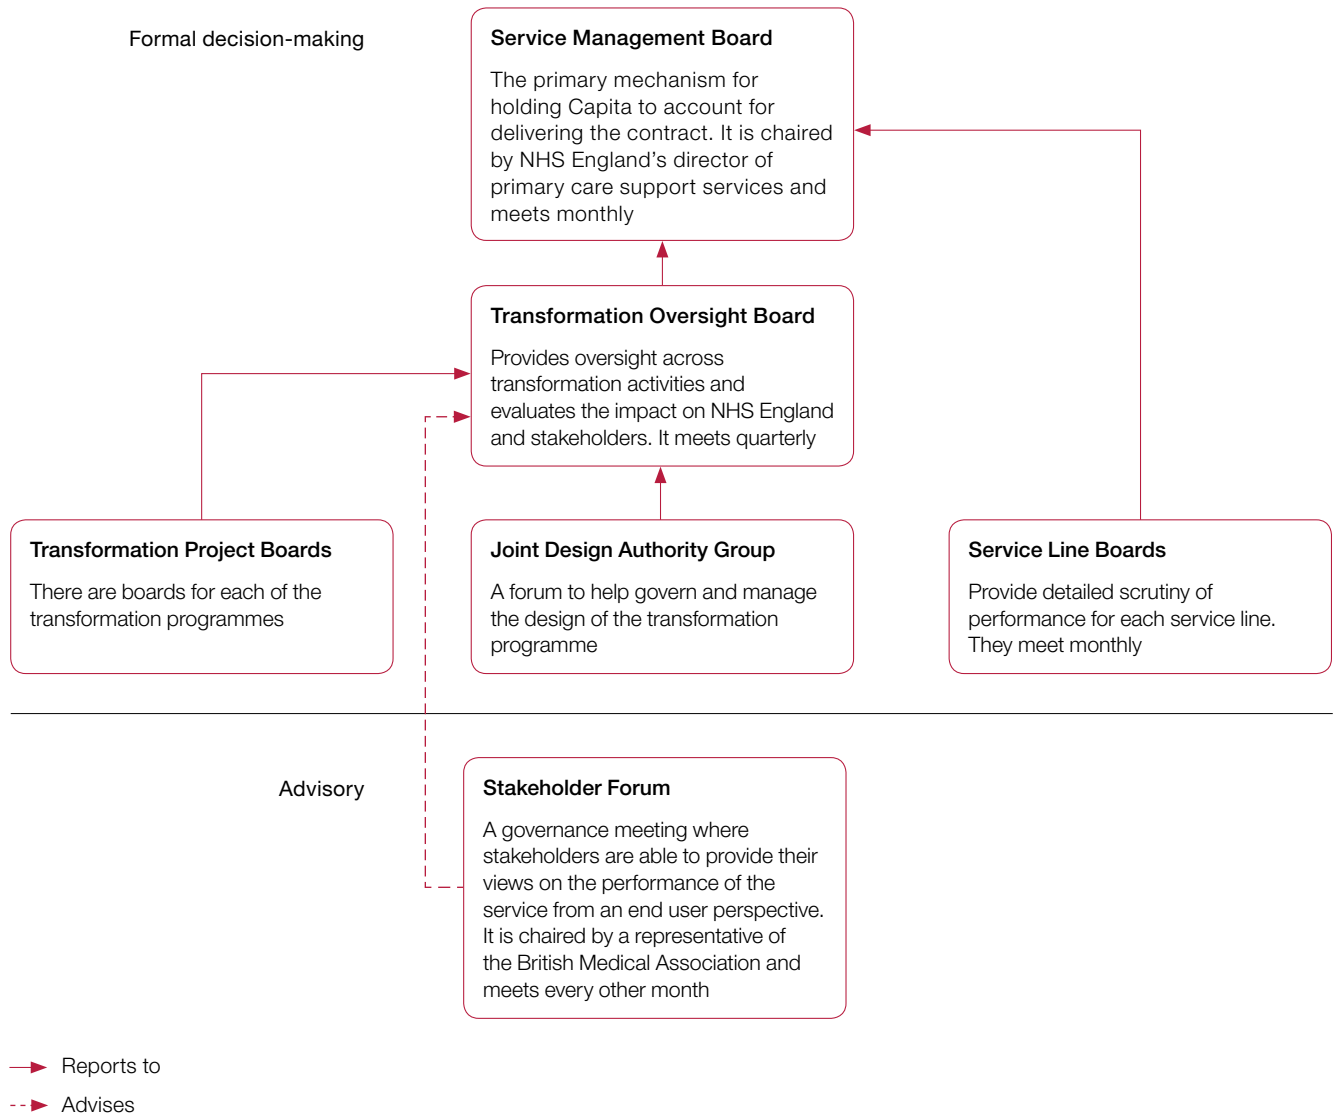 Formal decision-making
Service Management Board
The primary mechanism for
holding Capita to account for
delivering the contract. It is chaired
by NHS England’s director of
primary care support services and
meets monthly
Transformation Oversight Board
Provides oversight across
transformation activities and
evaluates the impact on NHS England
and stakeholders. It meets quarterly
Transformation Project Boards
There are boards for each of the
transformation programmes
Joint Design Authority Group
A forum to help govern and manage
the design of the transformation
programme
Service Line Boards
Provide detailed scrutiny of
performance for each service line.
They meet monthly
Advisory
Stakeholder Forum
A governance meeting where
stakeholders are able to provide their
views on the performance of the
service from an end user perspective.
It is chaired by a representative of
the British Medical Association and
meets every other month
Reports to
Advises